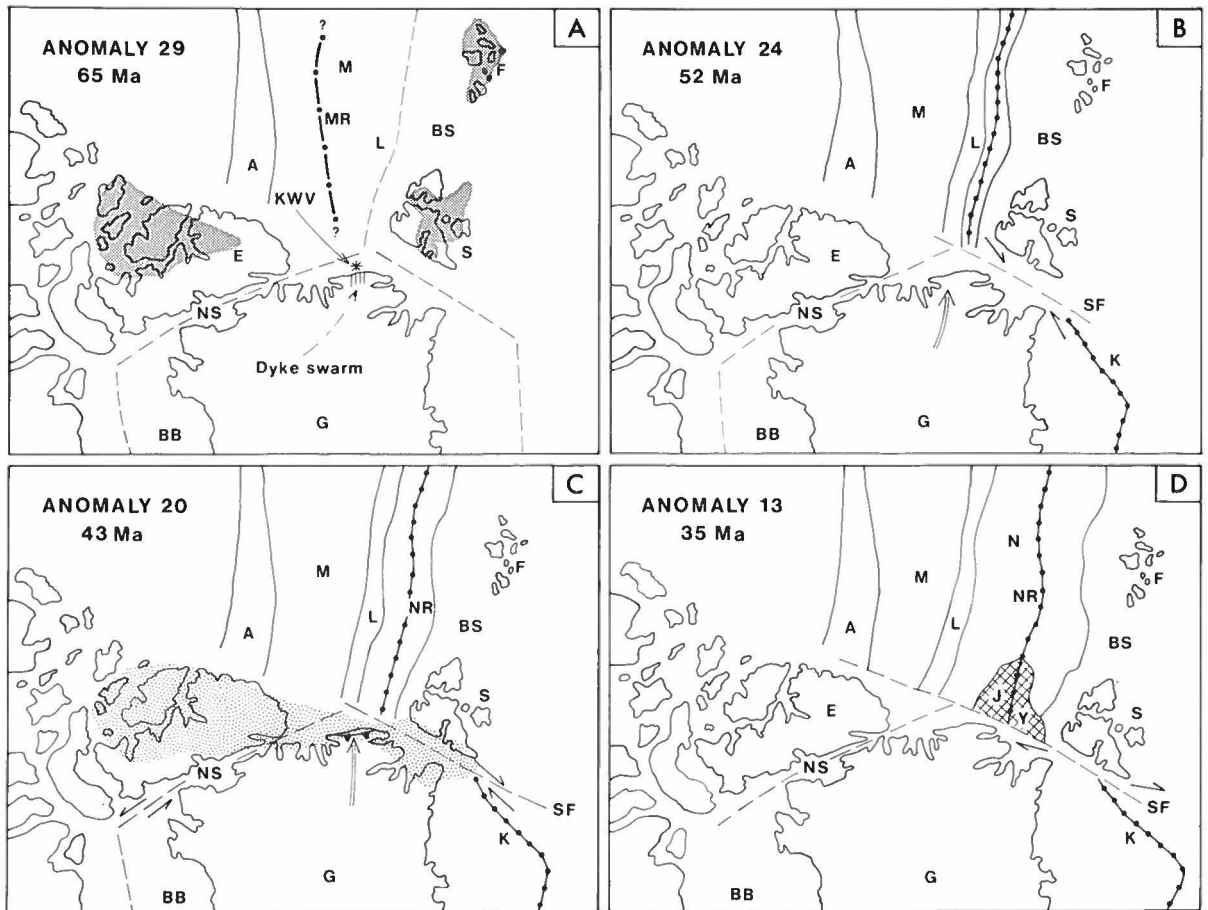 A
ANOMALY 29
65 Ma
?
M
F
MR
L
BS
A
KWV
?
S
E
NS
Dyke swarm
BB
G
B
ANOMALY 24
52 Ma
F
M
L
BS
A
S
E
NS
SF
K
BB
G
C
ANOMALY 20
43 Ma
F
M
L
NR
BS
A
S
NS
SF
K
BB
G
D
ANOMALY 13
35 Ma
N
F
M
NR
L
BS
A
J
S
E
Y
NS
SF
K
BB
G